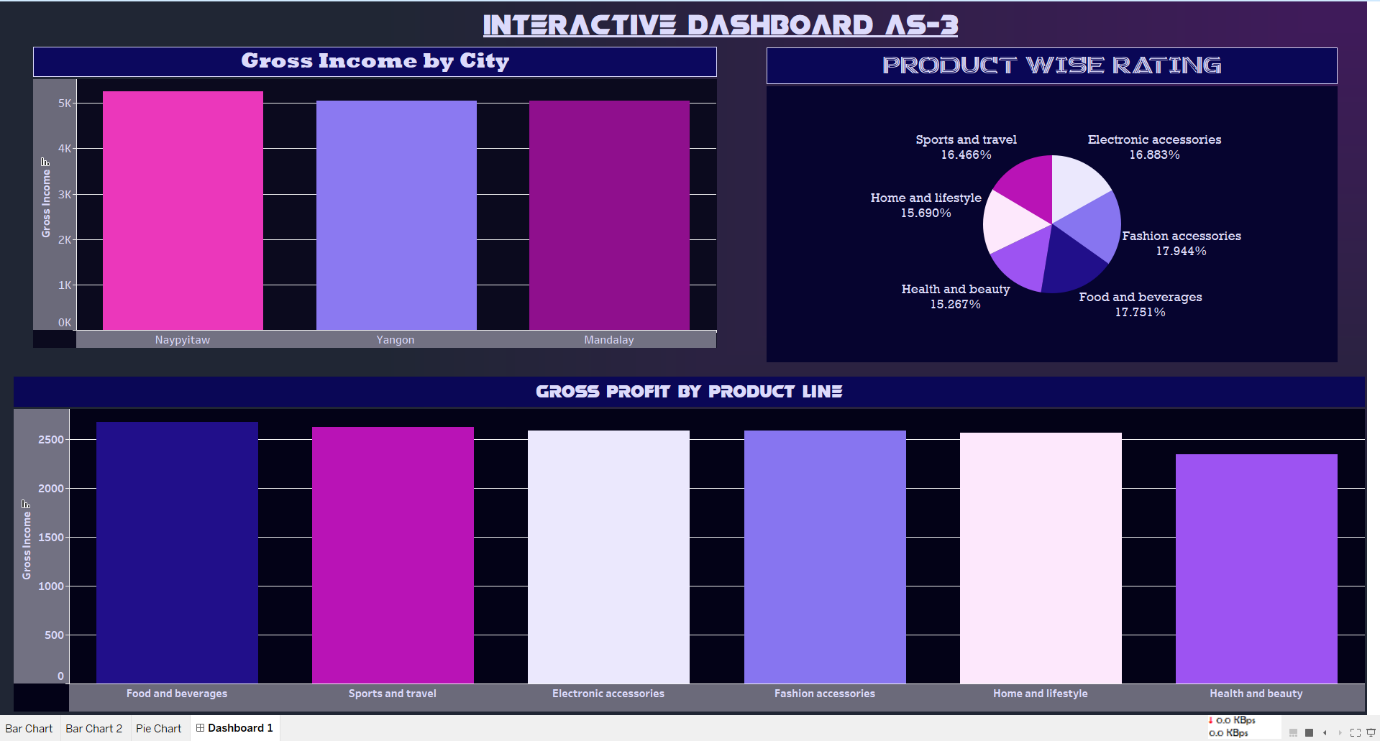 INTERACTIVE DASHBOARD AS-3
Gross Income by City
5K
4K
3K
2K
1K
0K
Gross Income
Naypyitaw
Yangon
Mandalay
PRODUCT WISE RATING
Sports and travel
16.466%
Electronic accessories
16.883%
Home and lifestyle
15.690%
Fashion accessories
17.944%
Health and beauty
15.267%
Food and beverages
17.751%
GROSS PROFIT BY PRODUCT LINE
2500
2000
1500
1000
500
0
Gross Income
Food and beverages
Sports and travel
Electronic accessories
Fashion accessories
Home and lifestyle
Health and beauty
Bar Chart
Bar Chart 2
Pie Chart
Dashboard 1
0.0 KBps
0.0 KBps